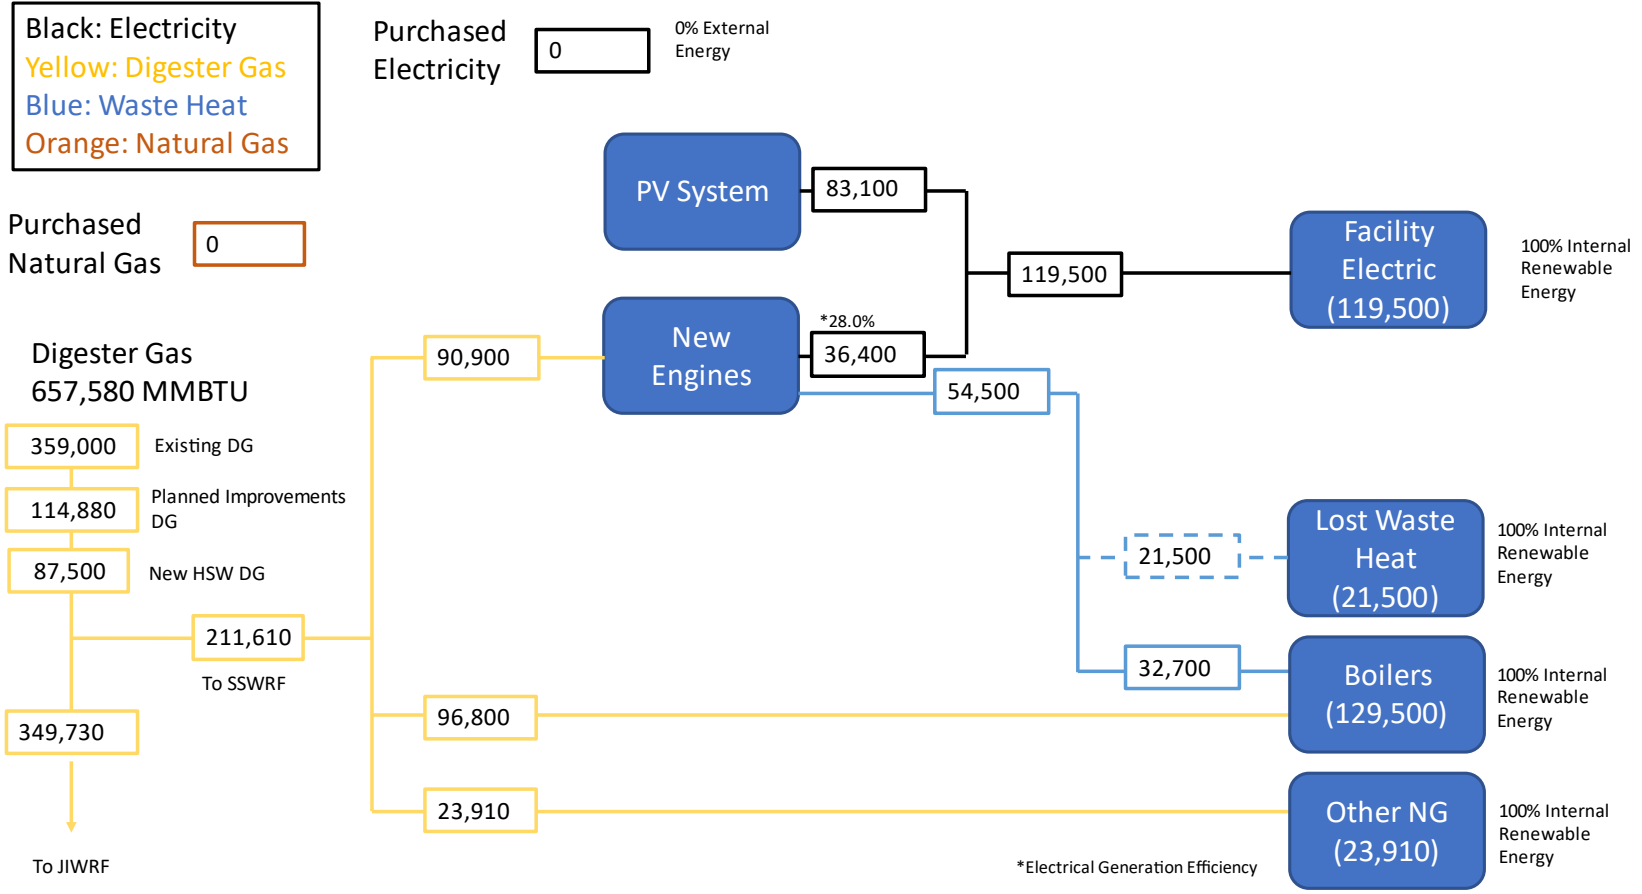 Black: Electricity
Yellow: Digester Gas
Blue: Waste Heat
Orange: Natural Gas
Purchased
Electricity
0
0% External
Energy
Purchased
Natural Gas
0
PV System
83,100
119,500
Facility
Electric
(119,500)
100% Internal
Renewable
Energy
Digester Gas
657,580 MMBTU
90,900
New
Engines
*28.0%
36,400
54,500
359,000
Existing DG
114,880
Planned Improvements
DG
87,500
New HSW DG
211,610
To SSWRF
349,730
To JIWRF
21,500
Lost Waste
Heat
(21,500)
100% Internal
Renewable
Energy
32,700
Boilers
(129,500)
100% Internal
Renewable
Energy
96,800
23,910
Other NG
(23,910)
100% Internal
Renewable
Energy
*Electrical Generation Efficiency